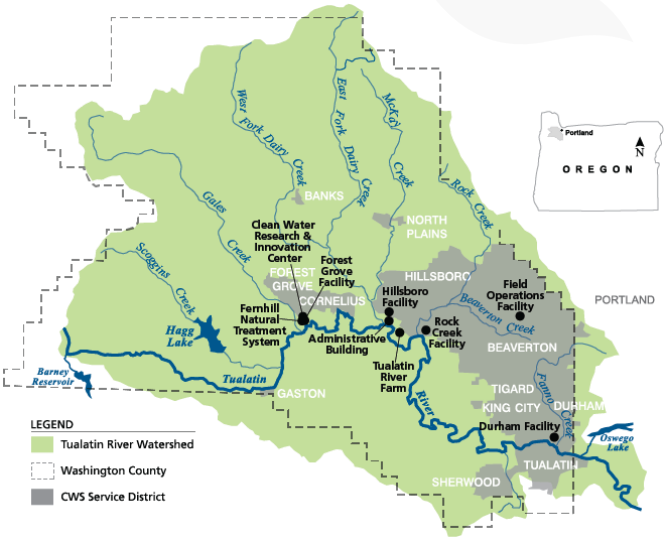 West Fork Dairy Creek
East Fork Dairy Creek
McKay Creek
Rock Creek
Portland
N
OREGON
Gales Creek
BANKS
Clean Water
Research &
Innovation
Center
NORTH
PLAINS
Scoggins Creek
Forest
Grove
Facility
FOREST
GROVE
CORNELIUS
HILLSBORO
Hillsboro
Facility
Field
Operations
Facility
PORTLAND
Fernhill
Natural
Treatment
System
Hagg
Lake
Administrative
Building
Rock
Creek
Facility
Beaverton Creek
BEAVERTON
Tualatin
River
Farm
Barney
Reservoir
Tualatin
River
GASTON
TIGARD
KING CITY
Fanno Creek
DURHAM
Durham Facility
Oswego
Lake
TUALATIN
SHERWOOD
LEGEND
Tualatin River Watershed
Washington County
CWS Service District